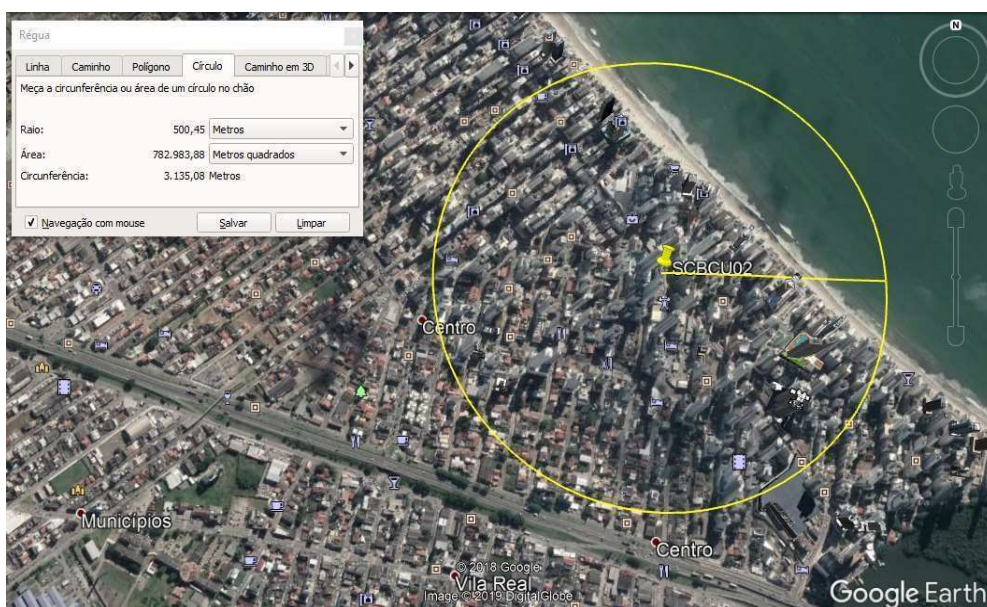 Régua
Linha Caminho Polígono Círculo Caminho em 3D
Meça a circunferência ou área de um círculo no chão
Raio: 500,45 Metros
Área: 782.983,88 Metros quadrados
Circunferência: 3.135,08 Metros
Navegação com mouse Salvar Limpar
N
SCBCU02
Centro
Municípios
Centro
© 2018 Google
Vila Real
Image © 2019 DigitalGlobe
Google Earth